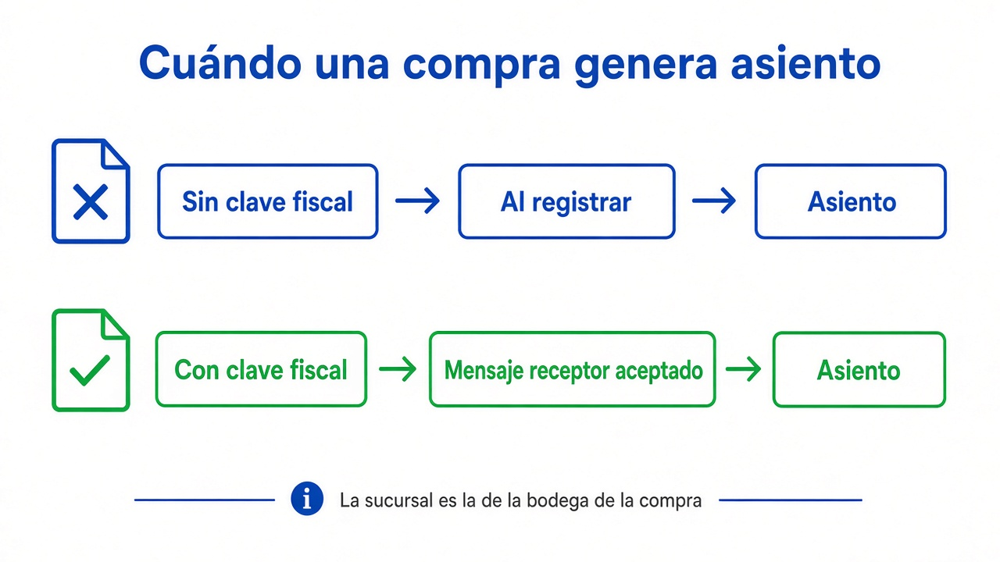 Cuándo una compra genera asiento
Sin clave fiscal
Al registrar
Asiento
Con clave fiscal
Mensaje receptor aceptado
Asiento
La sucursal es la de la bodega de la compra